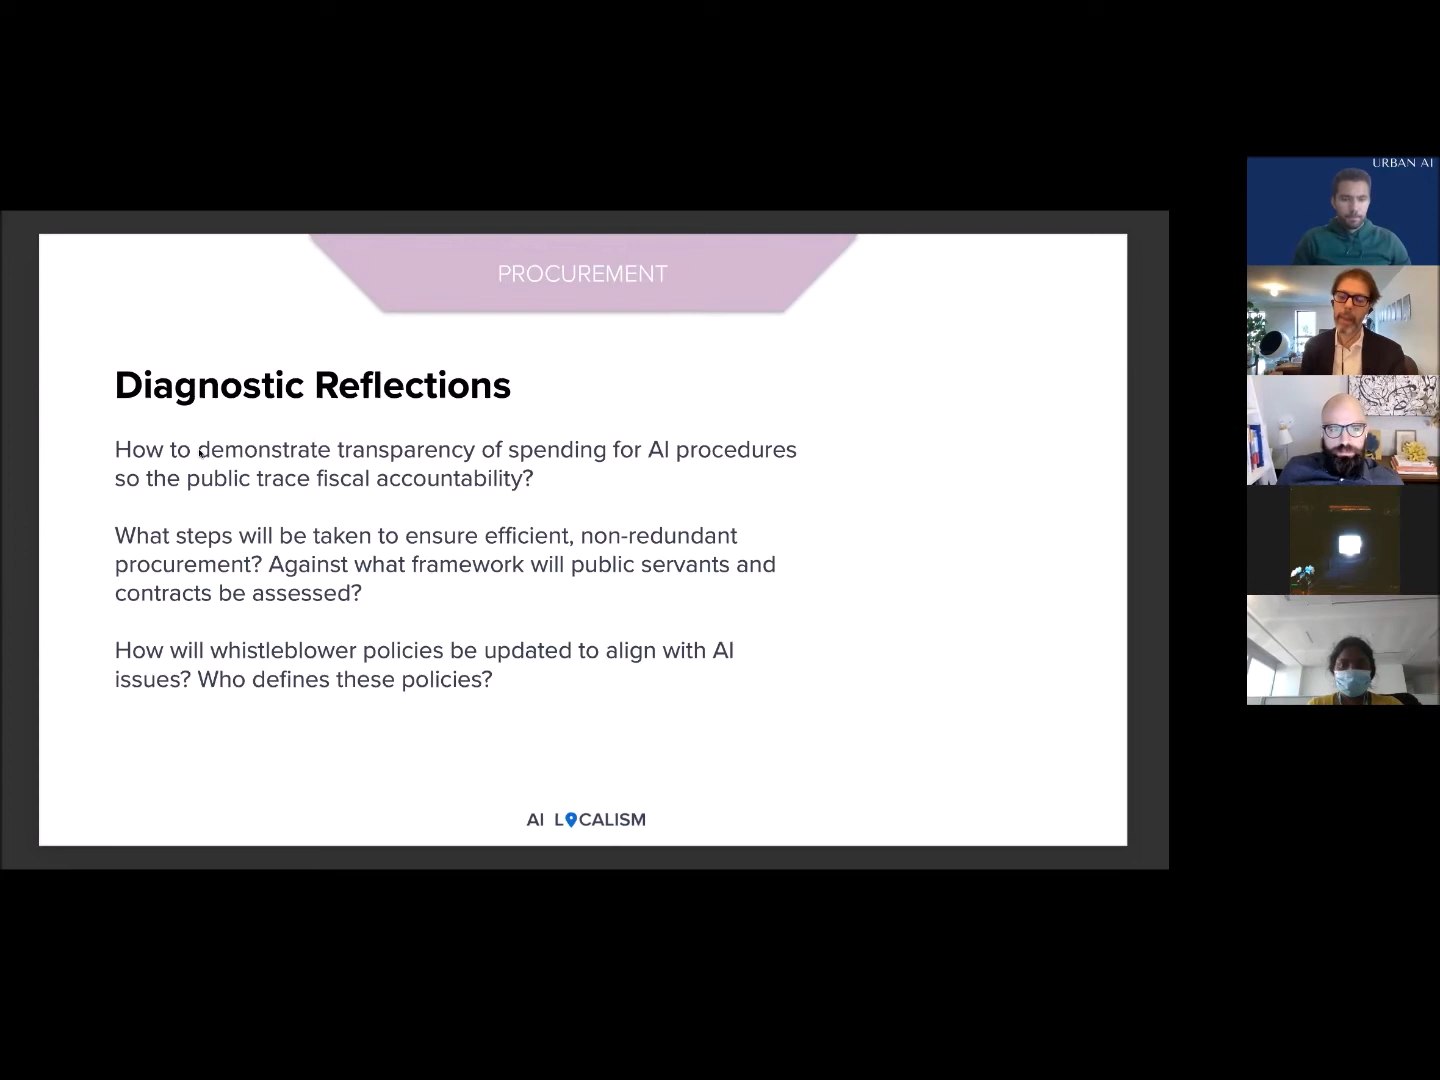 URBAN AI
PROCUREMENT
Diagnostic Reflections
How to demonstrate transparency of spending for AI procedures
so the public trace fiscal accountability?
What steps will be taken to ensure efficient, non-redundant
procurement? Against what framework will public servants and
contracts be assessed?
How will whistleblower policies be updated to align with AI
issues? Who defines these policies?
AI LOCALISM